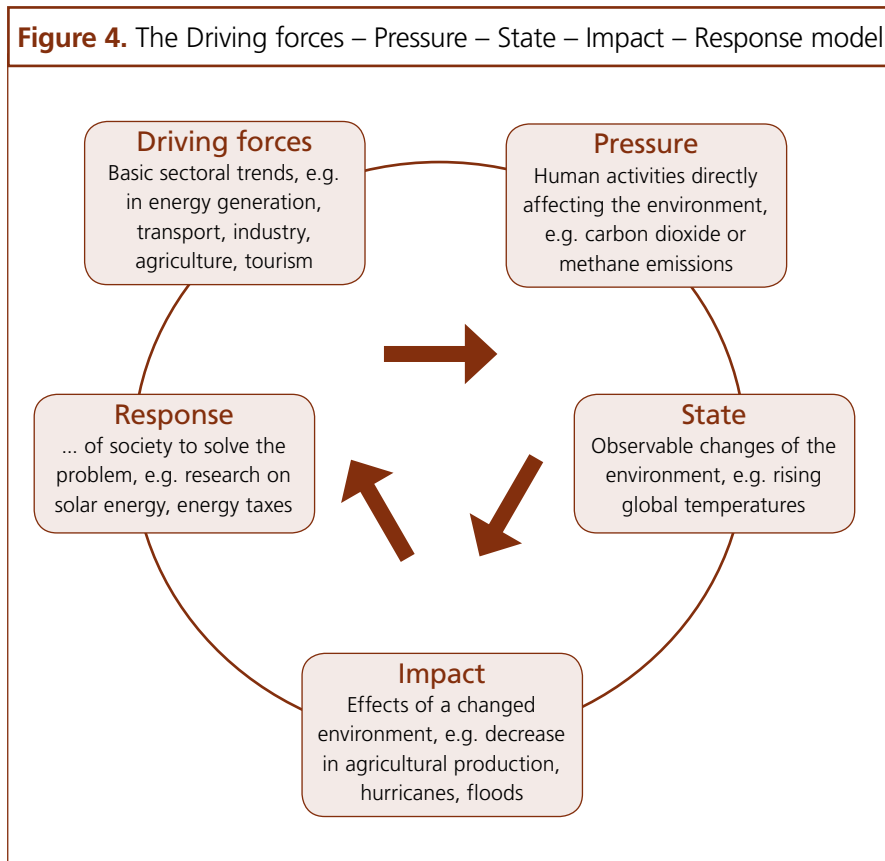 Figure 4. The Driving forces – Pressure – State – Impact – Response model
Driving forces
Basic sectoral trends, e.g.
in energy generation,
transport, industry,
agriculture, tourism
Pressure
Human activities directly
affecting the environment,
e.g. carbon dioxide or
methane emissions
Response
... of society to solve the
problem, e.g. research on
solar energy, energy taxes
State
Observable changes of the
environment, e.g. rising
global temperatures
Impact
Effects of a changed
environment, e.g. decrease
in agricultural production,
hurricanes, floods